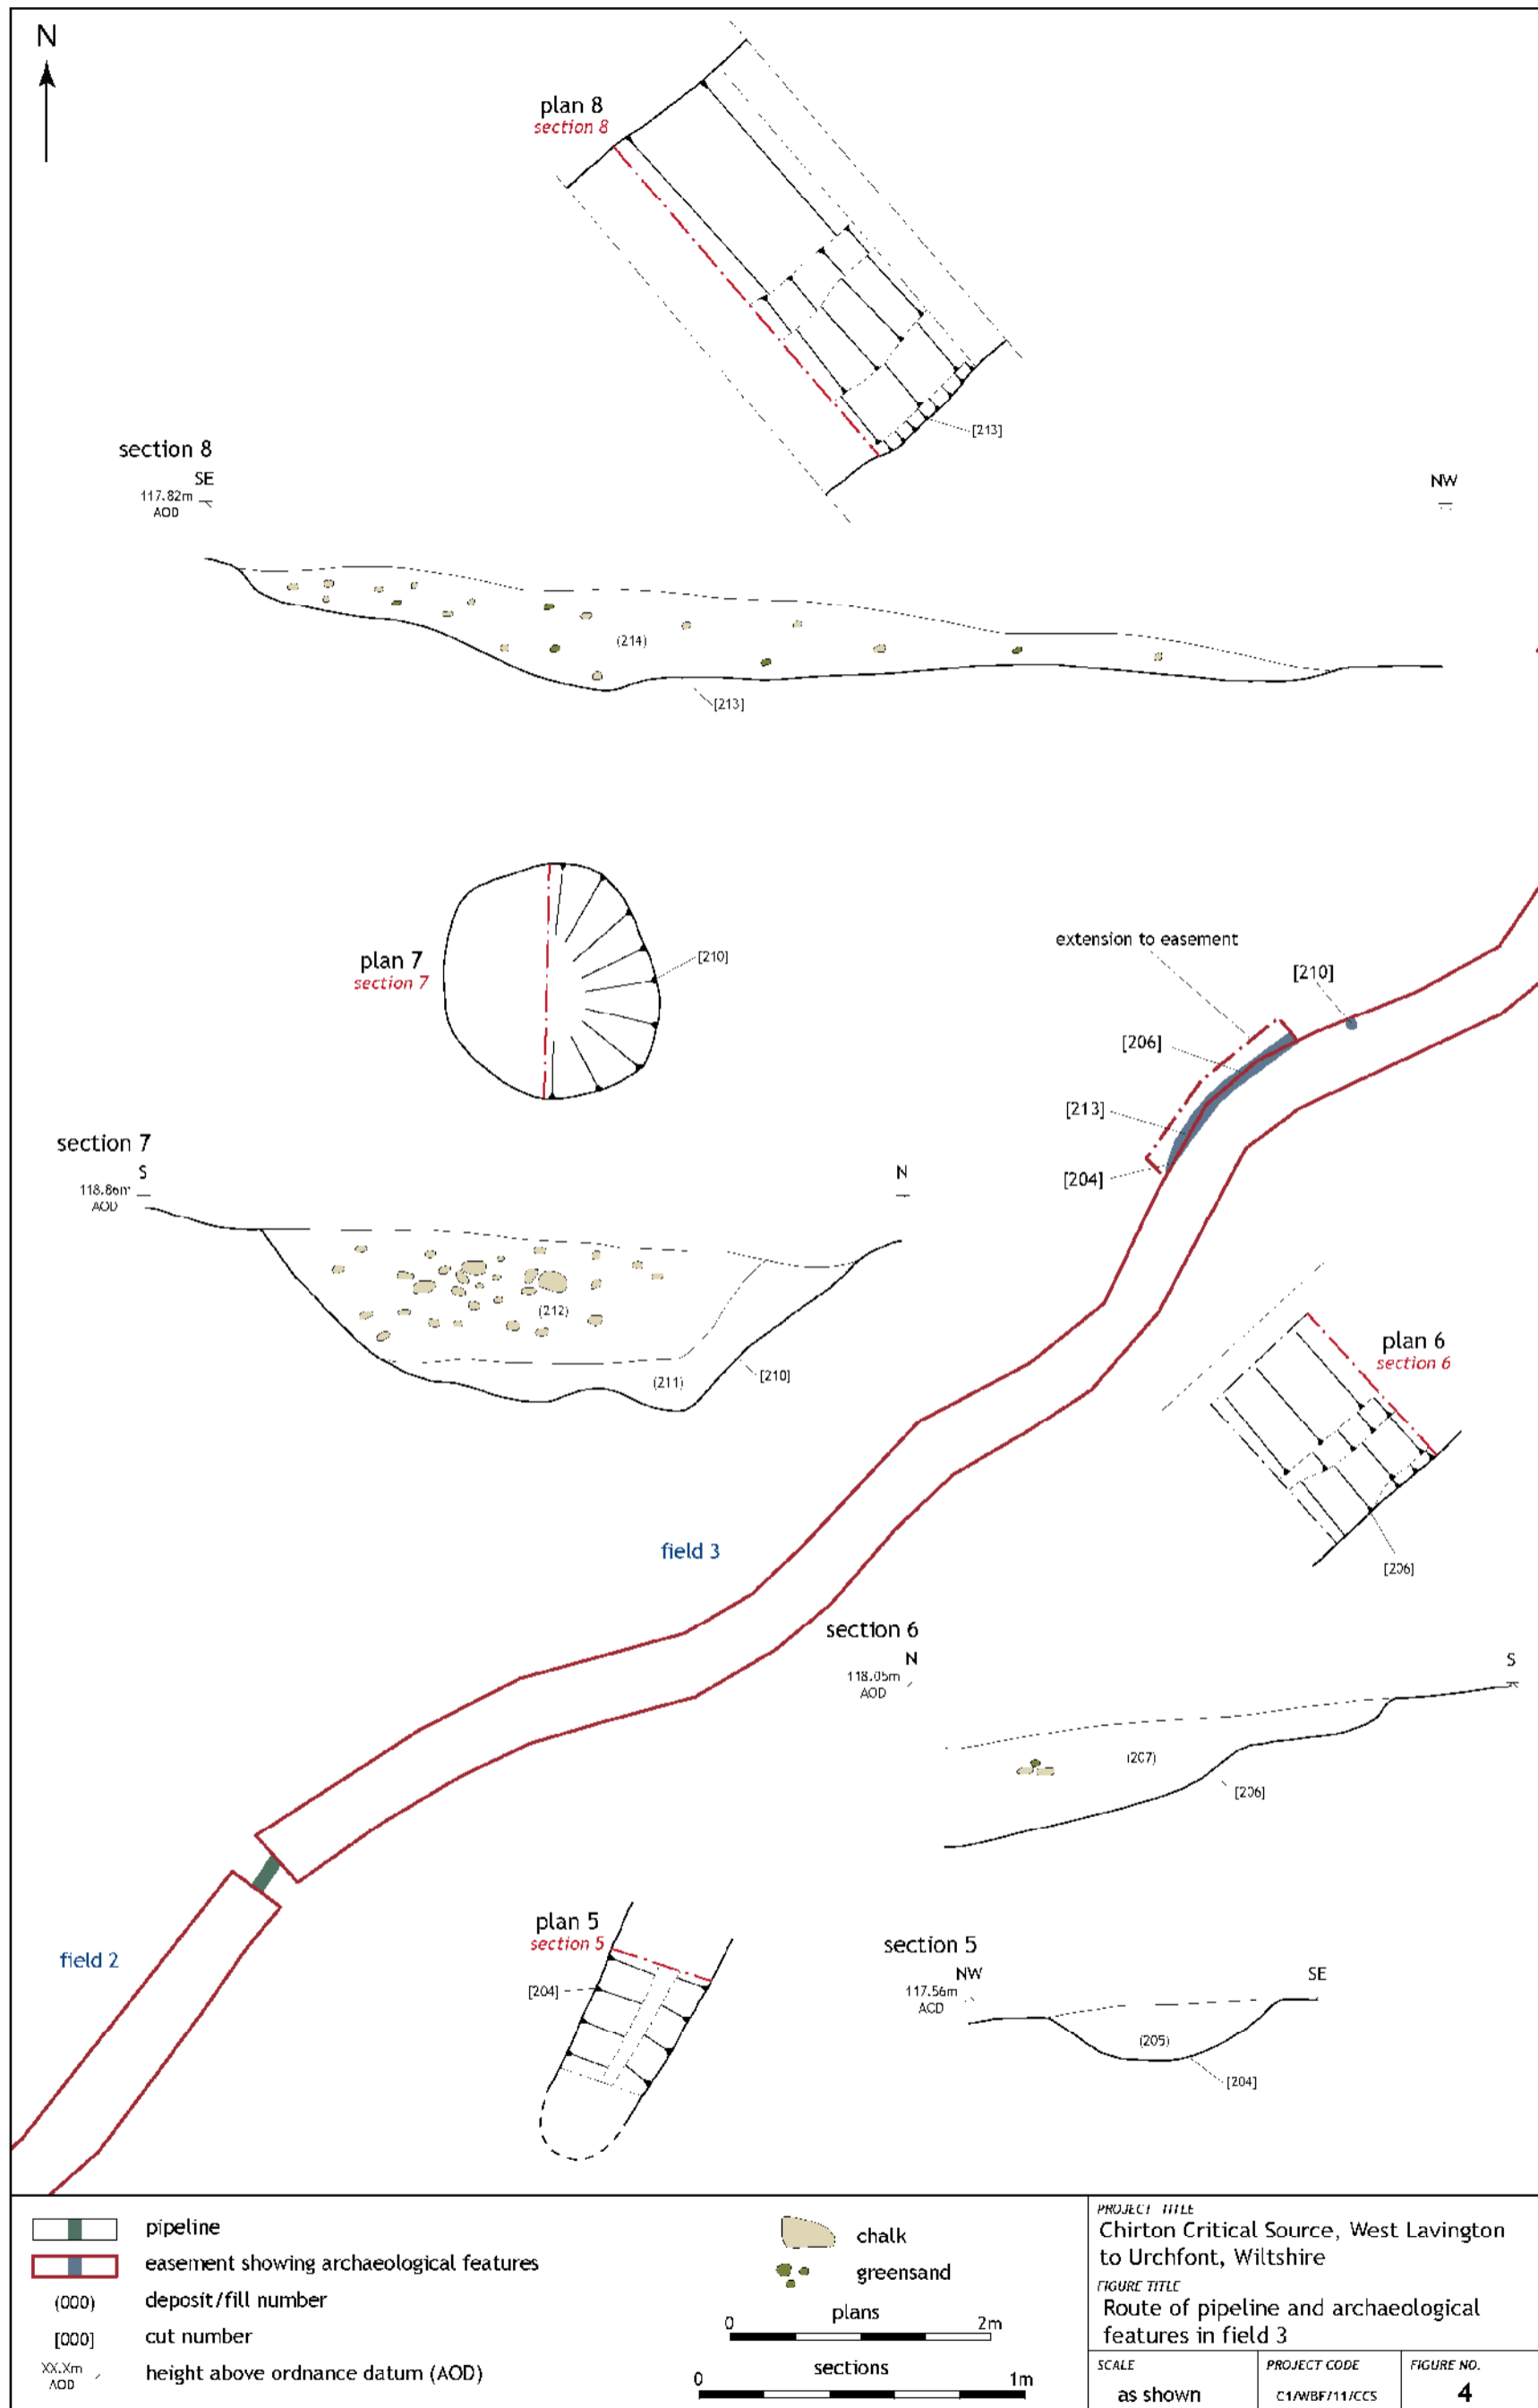 N
plan 8
section 8
[213]
section 8
SE
117.82m
AOD
NW
(214)
[213]
plan 7
section 7
[210]
extension to easement
[210]
[206]
[213]
[204]
section 7
S
118.86m
AOD
N
(212)
(211)
[210]
plan 6
section 6
[206]
field 3
section 6
N
118.05m
AOD
S
(207)
[206]
field 2
plan 5
section 5
[204]
section 5
NW
117.56m
AOD
SE
(205)
[204]
pipeline
easement showing archaeological features
(000) deposit/fill number
[000] cut number
XX.Xm
AOD
height above ordnance datum (AOD)
chalk
greensand
plans
0 2m
sections
0 1m
PROJECT TITLE
Chirton Critical Source, West Lavington
to Urchfont, Wiltshire
FIGURE TITLE
Route of pipeline and archaeological
features in field 3
SCALE
as shown
PROJECT CODE
C1/WBF/11/CCS
FIGURE NO.
4